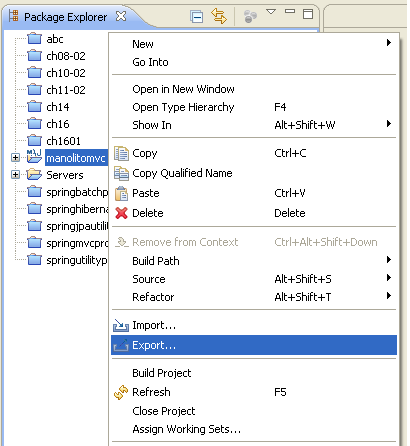 Package Explorer
abc
ch08-02
ch10-02
ch11-02
ch14
ch16
ch1601
manolitomvc
Servers
springbatchp
springhiberna
springjpautili
springmvcpro
springutilityp
New
Go Into
Open in New Window
Open Type Hierarchy F4
Show In Alt+Shift+W
Copy Ctrl+C
Copy Qualified Name
Paste Ctrl+V
Delete Delete
Remove from Context Ctrl+Alt+Shift+Down
Build Path
Source Alt+Shift+S
Refactor Alt+Shift+T
Import...
Export...
Build Project
Refresh F5
Close Project
Assign Working Sets...